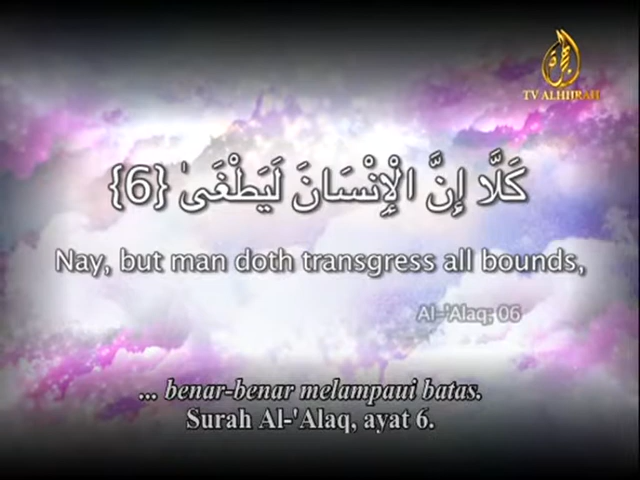 TV ALHIJRAH
كَلَّا إِنَّ الْإِنْسَانَ لَيَطْغَىٰ {6}
Nay, but man doth transgress all bounds,
Al-'Alaq; 06
... benar-benar melampaui batas.
Surah Al-'Alaq, ayat 6.